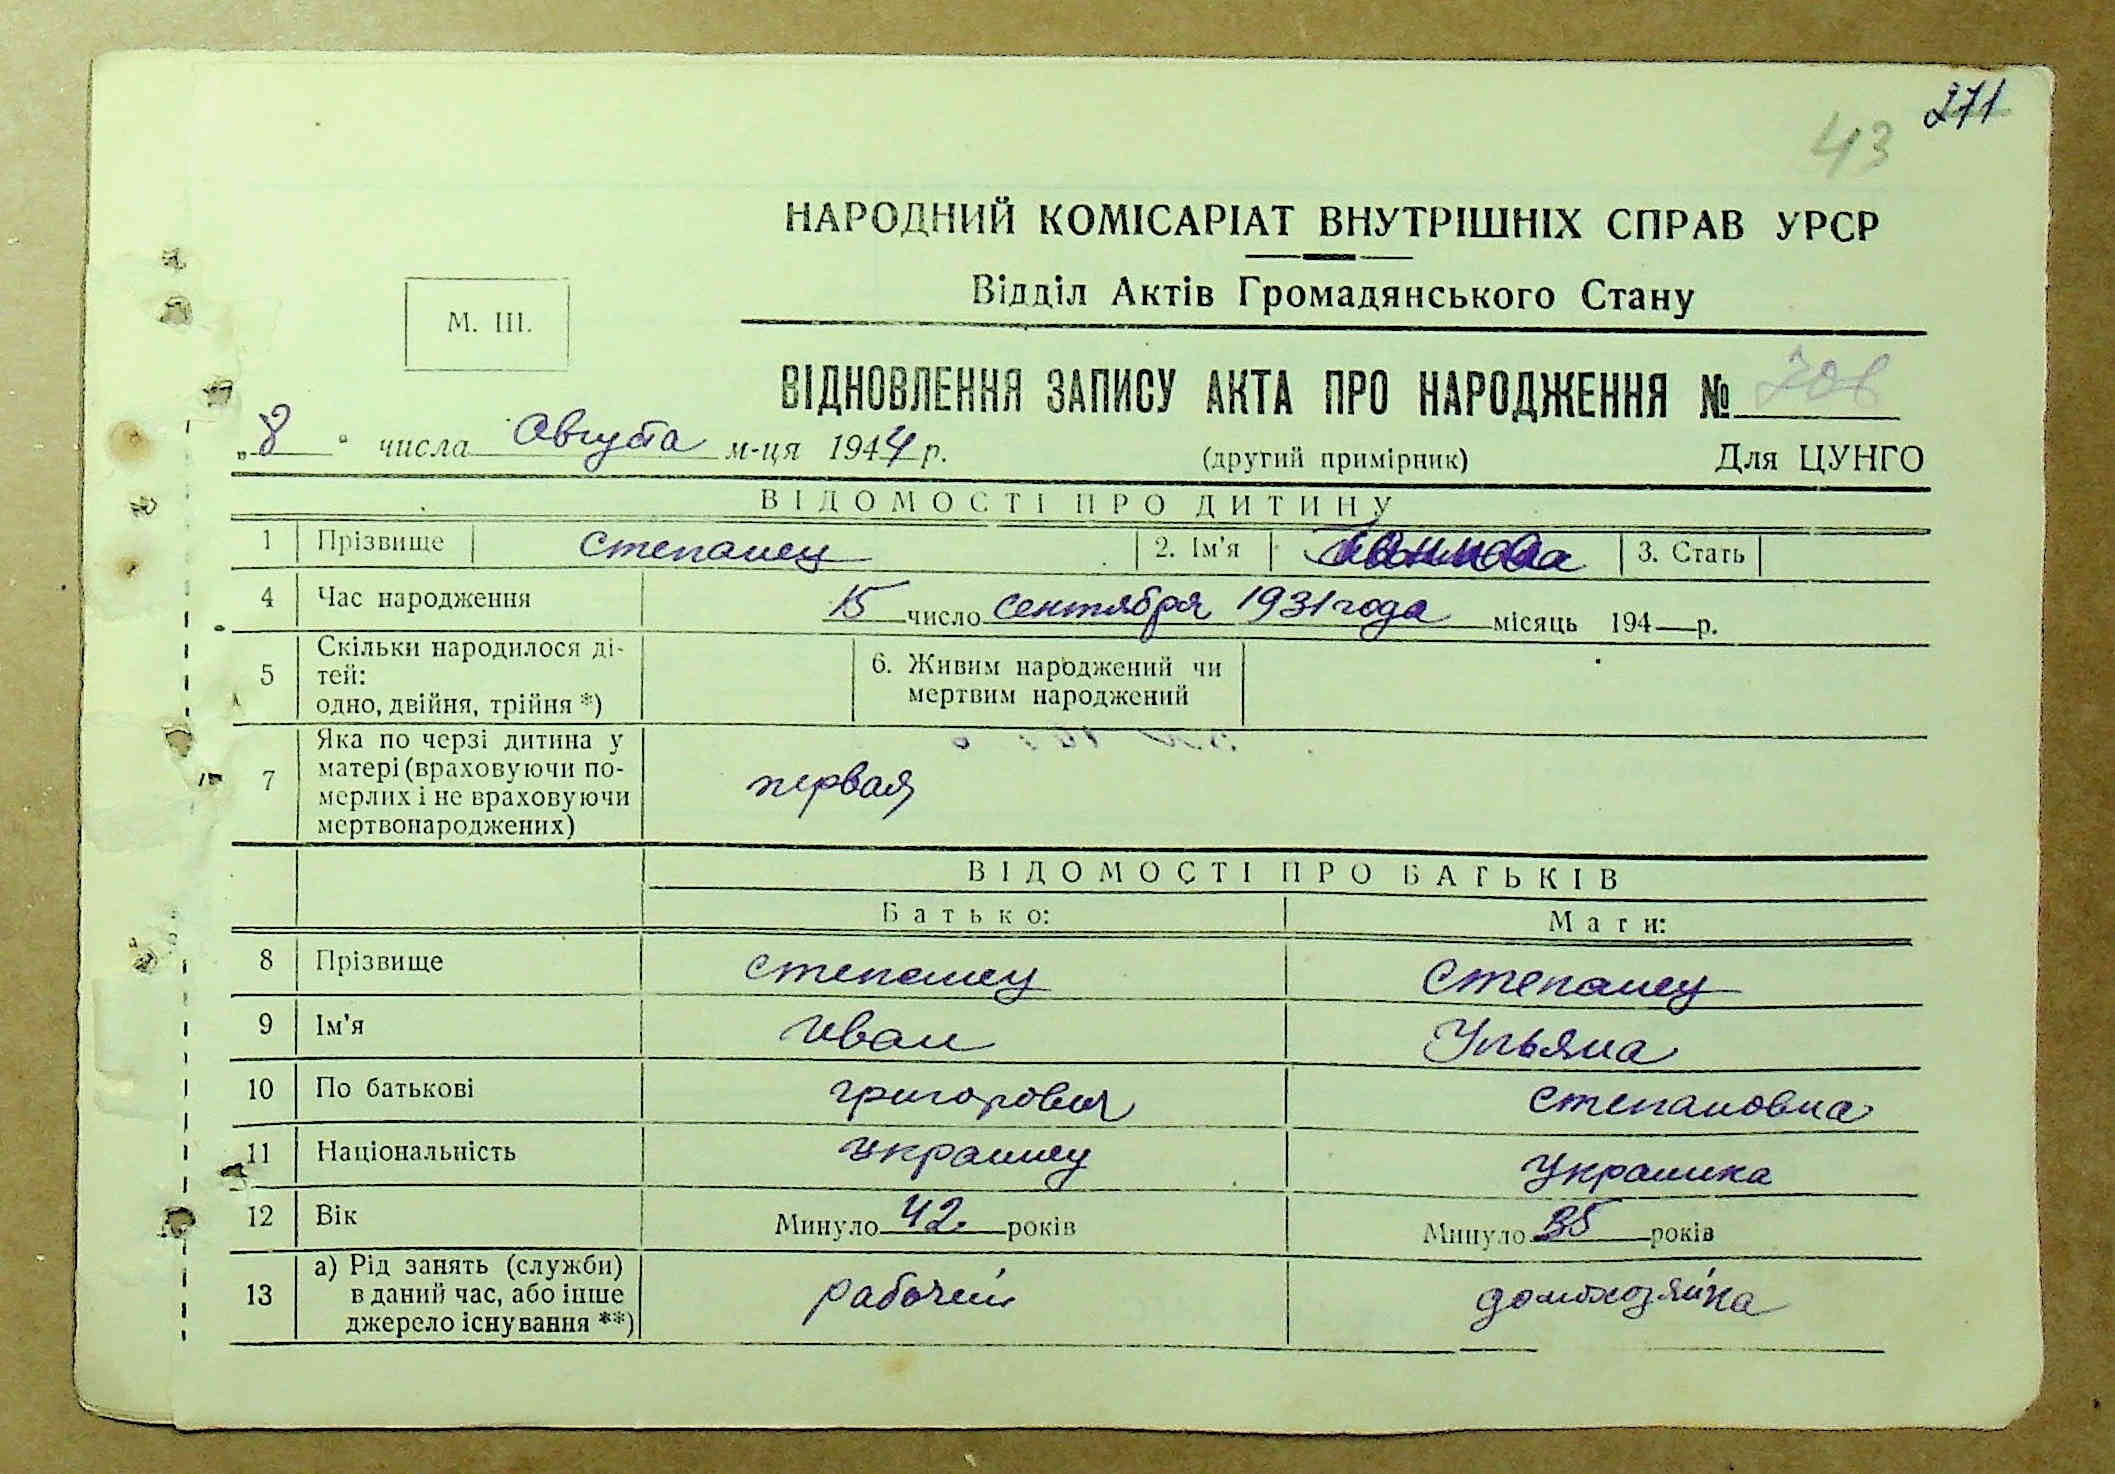 271
43
НАРОДНИЙ КОМІСАРІАТ ВНУТРІШНІХ СПРАВ УРСР
Відділ Актів Громадянського Стану
М. Ш.
ВІДНОВЛЕННЯ ЗАПИСУ АКТА ПРО НАРОДЖЕННЯ №
„8“ числа Августа м-ця 1944 р. (другий примірник) Для ЦУНГО
ВІДОМОСТІ ПРО ДИТИНУ
1 Прізвище Степанец 2. Ім'я 3. Стать
4 Час народження 15 число сентября 1931 года місяць 194 р.
5 Скільки народилося ді-
тей:
одно, двійня, трійня *)
6. Живим народжений чи
мертвим народжений
7 Яка по черзі дитина у
матері (враховуючи по-
мерлих і не враховуючи
мертвонароджених)
первая
ВІДОМОСТІ ПРО БАТЬКІВ
Батько: Мати:
8 Прізвище Степанец Степанец
9 Ім'я Иван Ульяна
10 По батькові григорович степановна
11 Національність украинец украинка
12 Вік Минуло 42 років Минуло 35 років
13 а) Рід занять (служби)
в даний час, або інше
джерело існування **)
рабочий домохозяйка